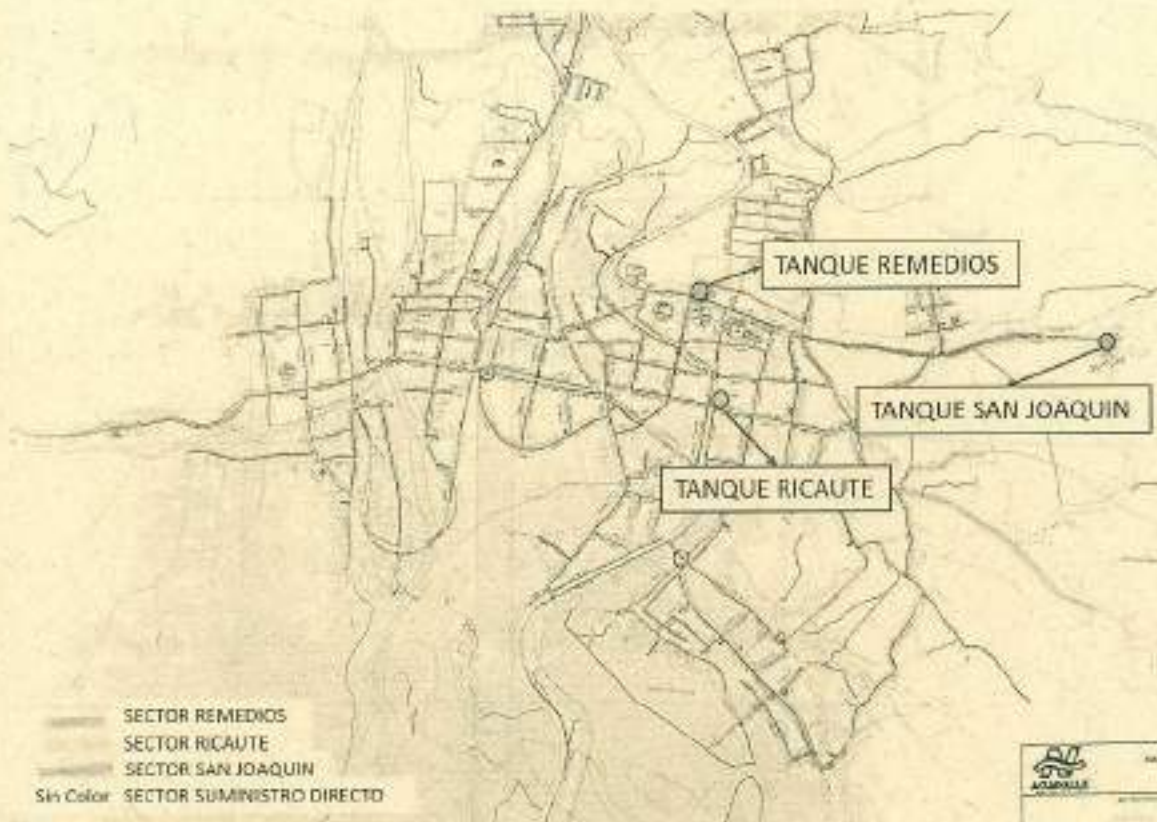 TANQUE REMEDIOS
TANQUE SAN JOAQUIN
TANQUE RICAUTE
SECTOR REMEDIOS
SECTOR RICAUTE
SECTOR SAN JOAQUIN
Sin Color SECTOR SUMINISTRO DIRECTO
ACUAVALLE